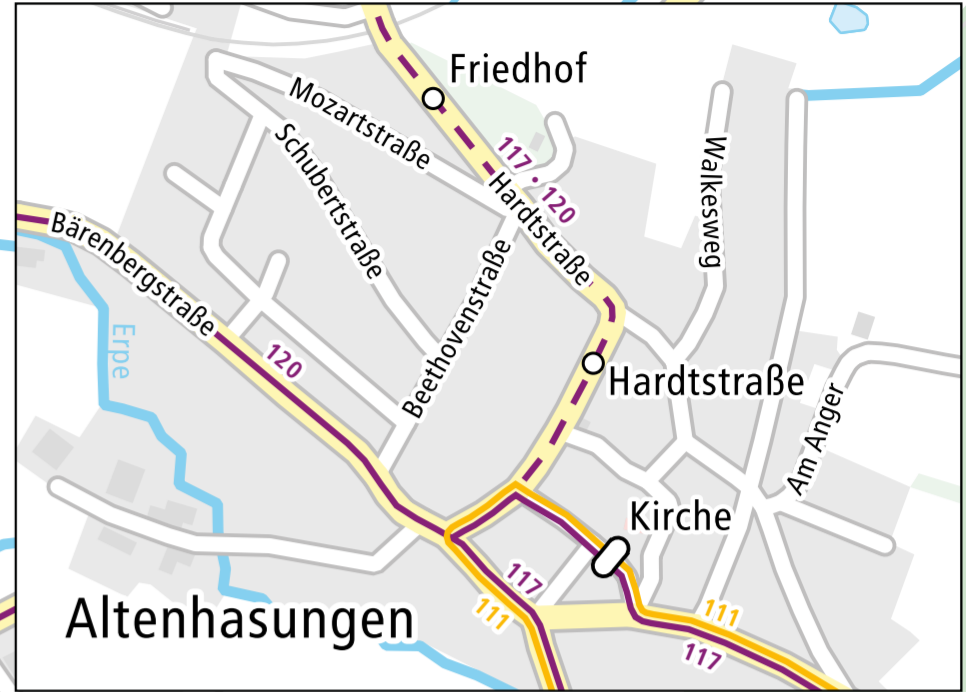 Friedhof
Mozartstraße
117 • 120
Schubertstraße
Walkesweg
Hardtstraße
Bärenbergstraße
Beethovenstraße
Erpe
120
Hardtstraße
Am Anger
Kirche
117
111
111
117
Altenhasungen